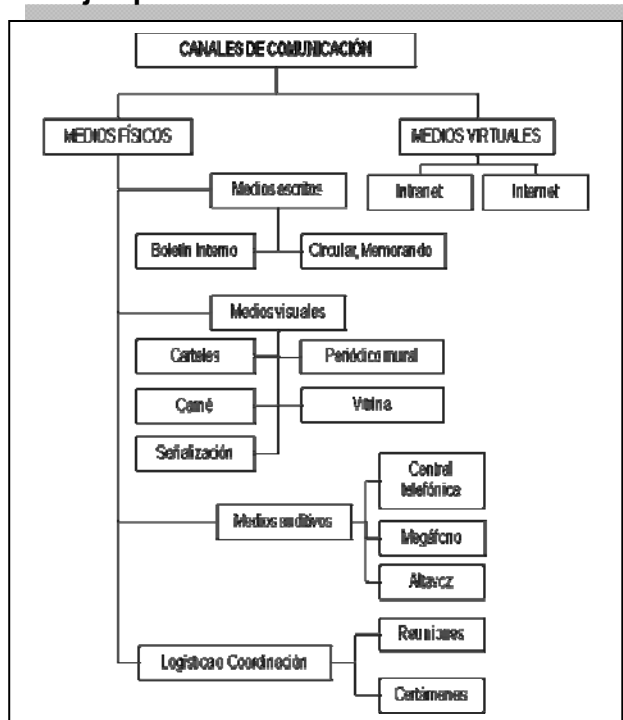 CANALES DE COMUNICACIÓN
MEDIOS FÍSICOS
MEDIOS VIRTUALES
Intranet
Internet
Medios escritos
Boletín Interno
Circular, Memorando
Medios visuales
Carteles
Periódico mural
Carné
Vitrina
Señalización
Medios auditivos
Central
telefónica
Megáfono
Altavoz
Logística o Coordinación
Reuniones
Certámenes